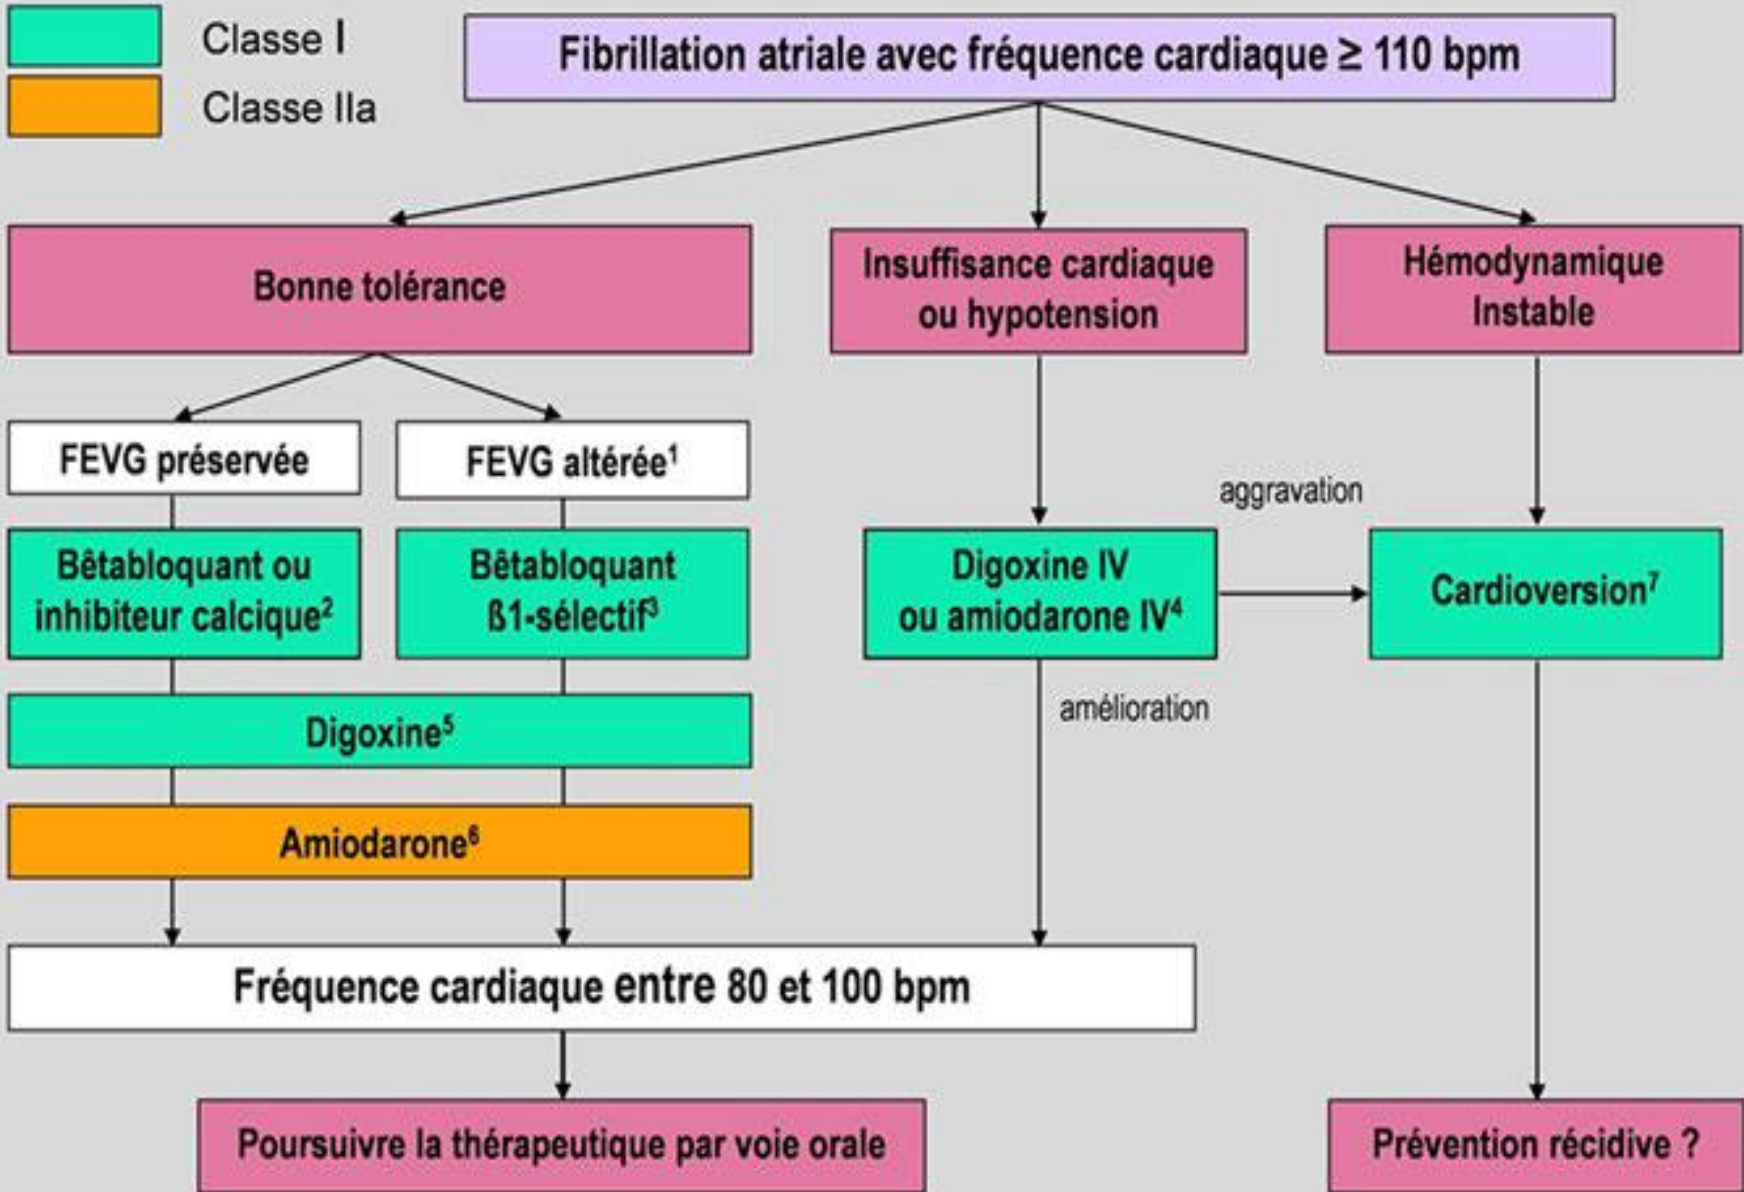 Classe I
Classe IIa
Fibrillation atriale avec fréquence cardiaque ≥ 110 bpm
Bonne tolérance
Insuffisance cardiaque
ou hypotension
Hémodynamique
Instable
FEVG préservée
FEVG altérée¹
aggravation
Bêtabloquant ou
inhibiteur calcique²
Bêtabloquant
ß1-sélectif³
Digoxine IV
ou amiodarone IV⁴
Cardioversion⁷
Digoxine⁵
amélioration
Amiodarone⁶
Fréquence cardiaque entre 80 et 100 bpm
Poursuivre la thérapeutique par voie orale
Prévention récidive ?